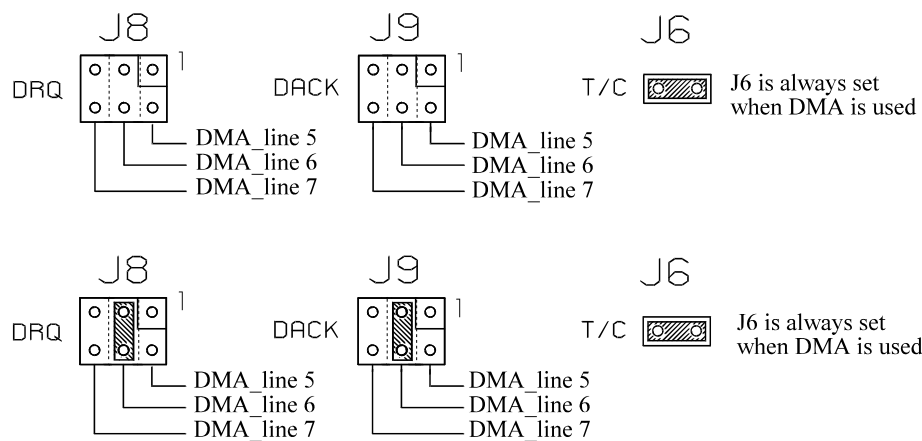 J8
J9
J6
1
1
DRQ
DACK
T/C
J6 is always set
when DMA is used
DMA_line 5
DMA_line 6
DMA_line 7
DMA_line 5
DMA_line 6
DMA_line 7
J8
J9
J6
1
1
DRQ
DACK
T/C
J6 is always set
when DMA is used
DMA_line 5
DMA_line 6
DMA_line 7
DMA_line 5
DMA_line 6
DMA_line 7